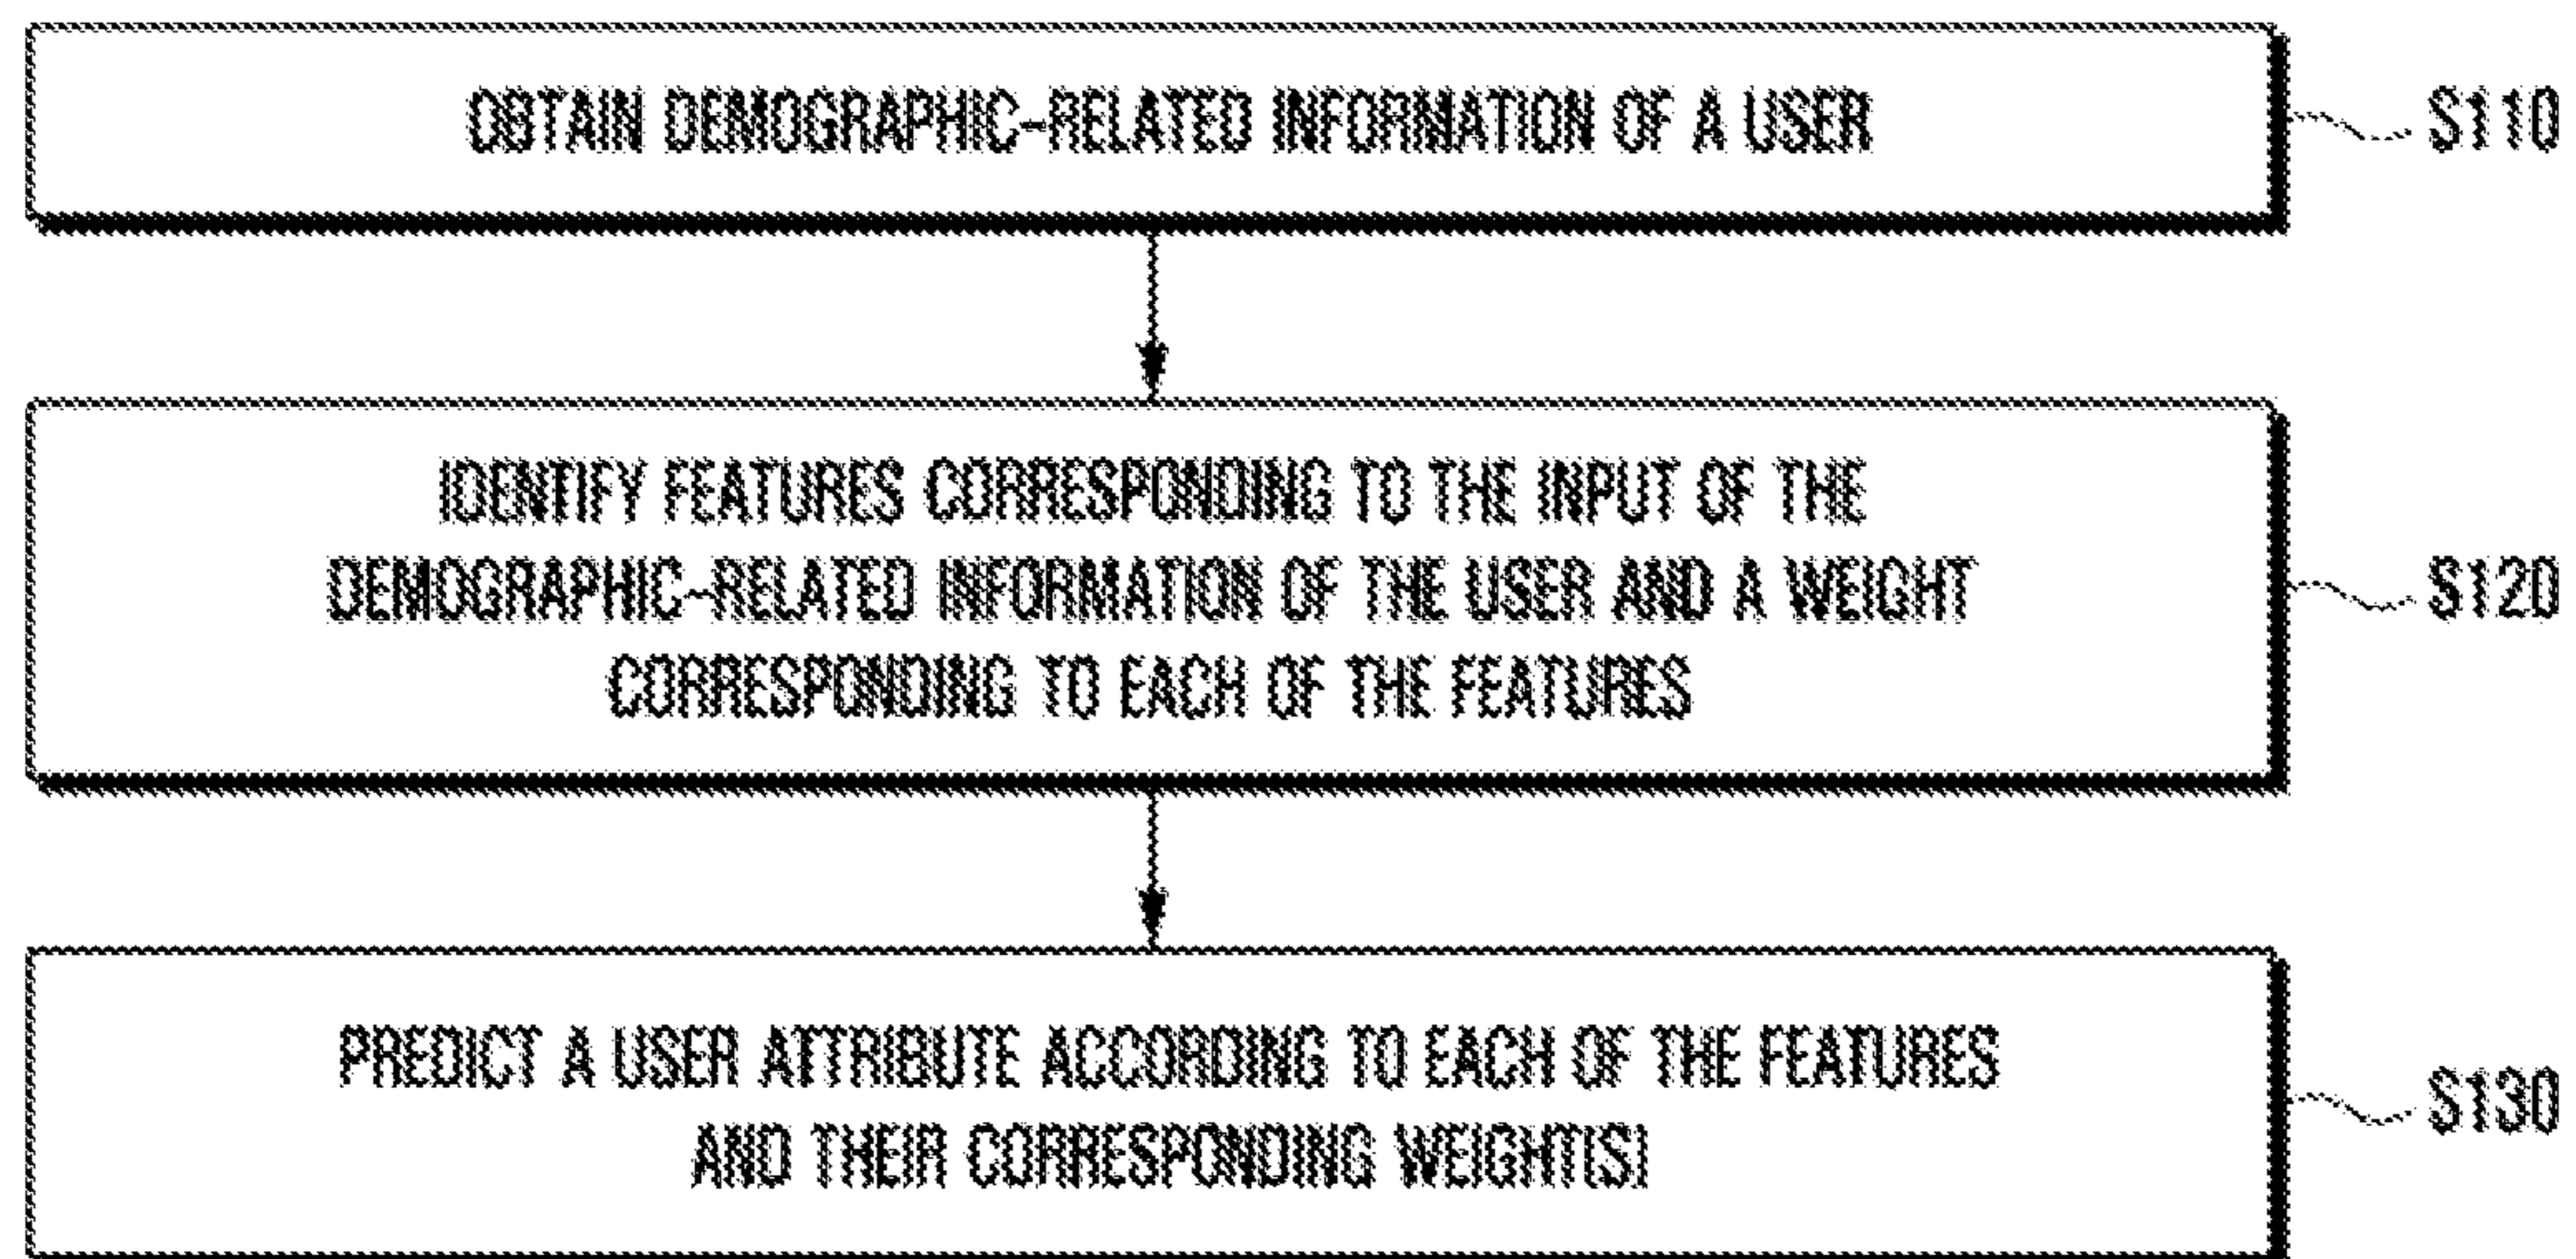 OBTAIN DEMOGRAPHIC-RELATED INFORMATION OF A USER
S110
IDENTIFY FEATURES CORRESPONDING TO THE INPUT OF THE
DEMOGRAPHIC-RELATED INFORMATION OF THE USER AND A WEIGHT
CORRESPONDING TO EACH OF THE FEATURES
S120
PREDICT A USER ATTRIBUTE ACCORDING TO EACH OF THE FEATURES
AND THEIR CORRESPONDING WEIGHT(S)
S130